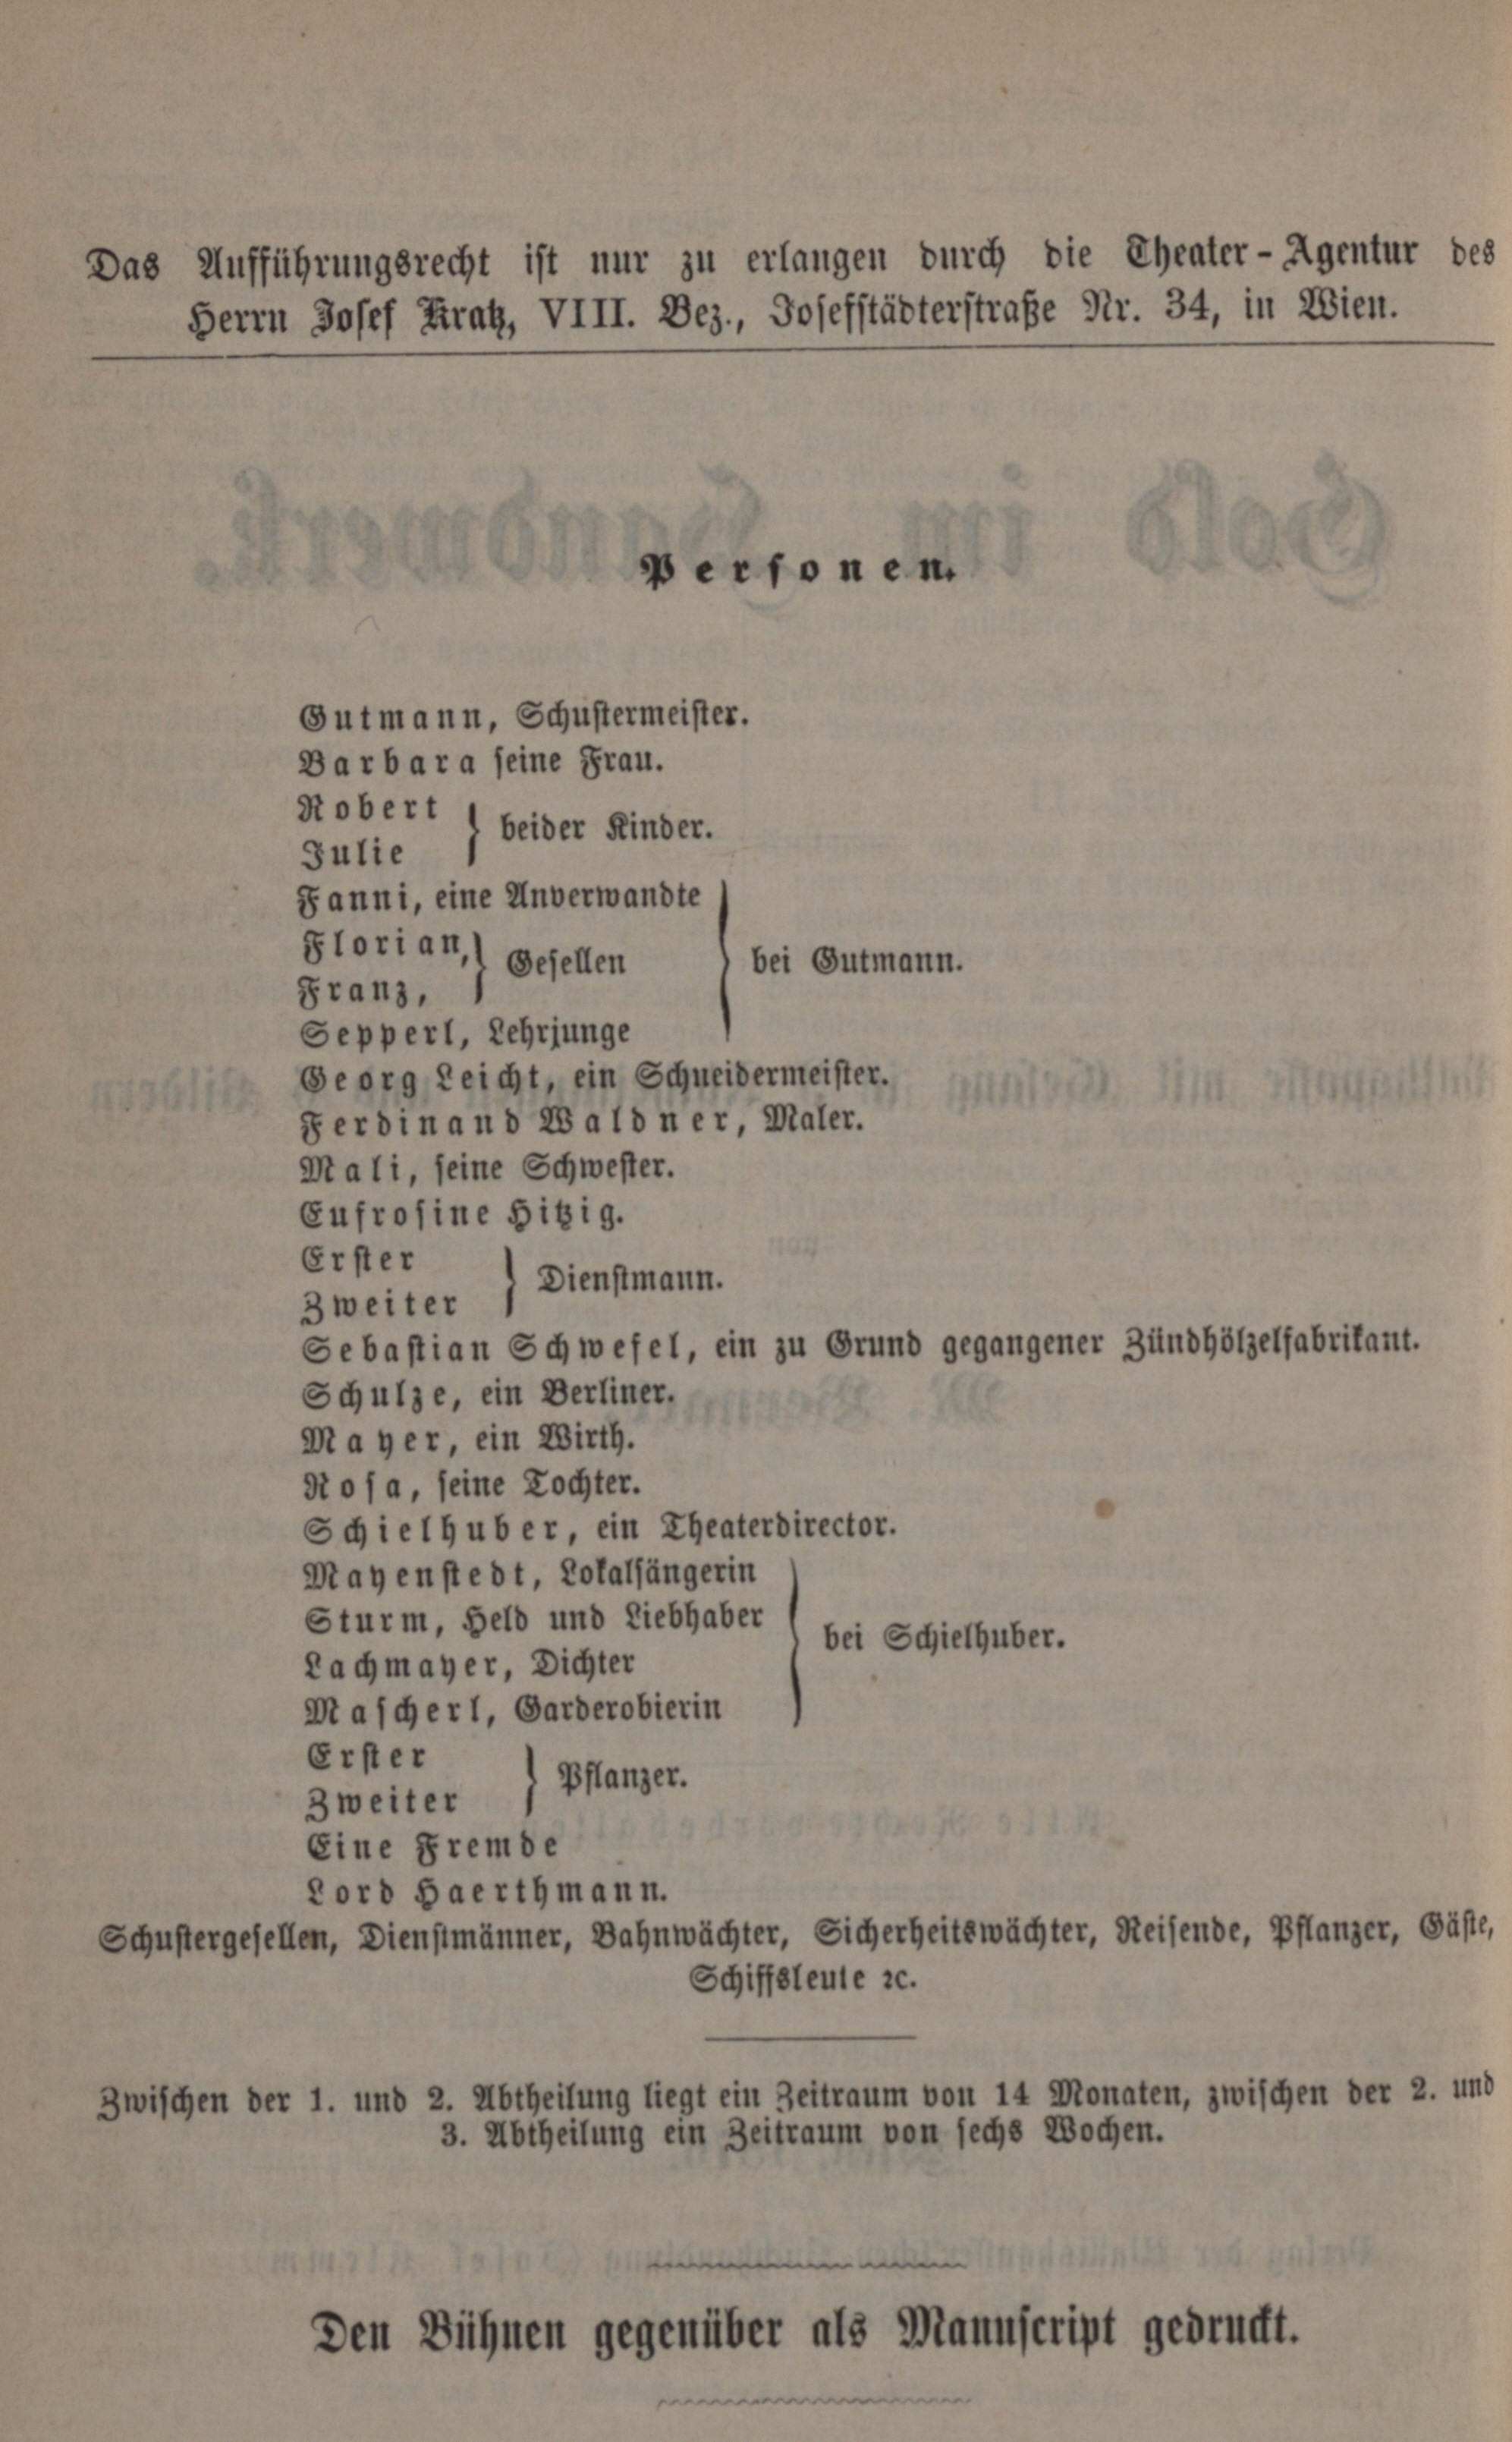 Das Aufführungsrecht ist nur zu erlangen durch die Theater-Agentur des
Herrn Josef Kratz, VIII. Bez., Josefstädterstraße Nr. 34, in Wien.
Personen.
Gutmann, Schustermeister.
Barbara seine Frau.
Robert
Julie
} beider Kinder.
Fanni, eine Anverwandte
Florian,
Franz,
} Gesellen
Sepperl, Lehrjunge
} bei Gutmann.
Georg Leicht, ein Schneidermeister.
Ferdinand Waldner, Maler.
Mali, seine Schwester.
Eufrosine Hitzig.
Erster
Zweiter
} Dienstmann.
Sebastian Schwefel, ein zu Grund gegangener Zündhölzelfabrikant.
Schulze, ein Berliner.
Mayer, ein Wirth.
Rosa, seine Tochter.
Schielhuber, ein Theaterdirector.
Mayenstedt, Lokalsängerin
Sturm, Held und Liebhaber
Lachmayer, Dichter
Mascherl, Garderobierin
} bei Schielhuber.
Erster
Zweiter
} Pflanzer.
Eine Fremde
Lord Haerthmann.
Schustergesellen, Dienstmänner, Bahnwächter, Sicherheitswächter, Reisende, Pflanzer, Gäste,
Schiffsleute ꝛc.
Zwischen der 1. und 2. Abtheilung liegt ein Zeitraum von 14 Monaten, zwischen der 2. und
3. Abtheilung ein Zeitraum von sechs Wochen.
Den Bühnen gegenüber als Manuscript gedruckt.